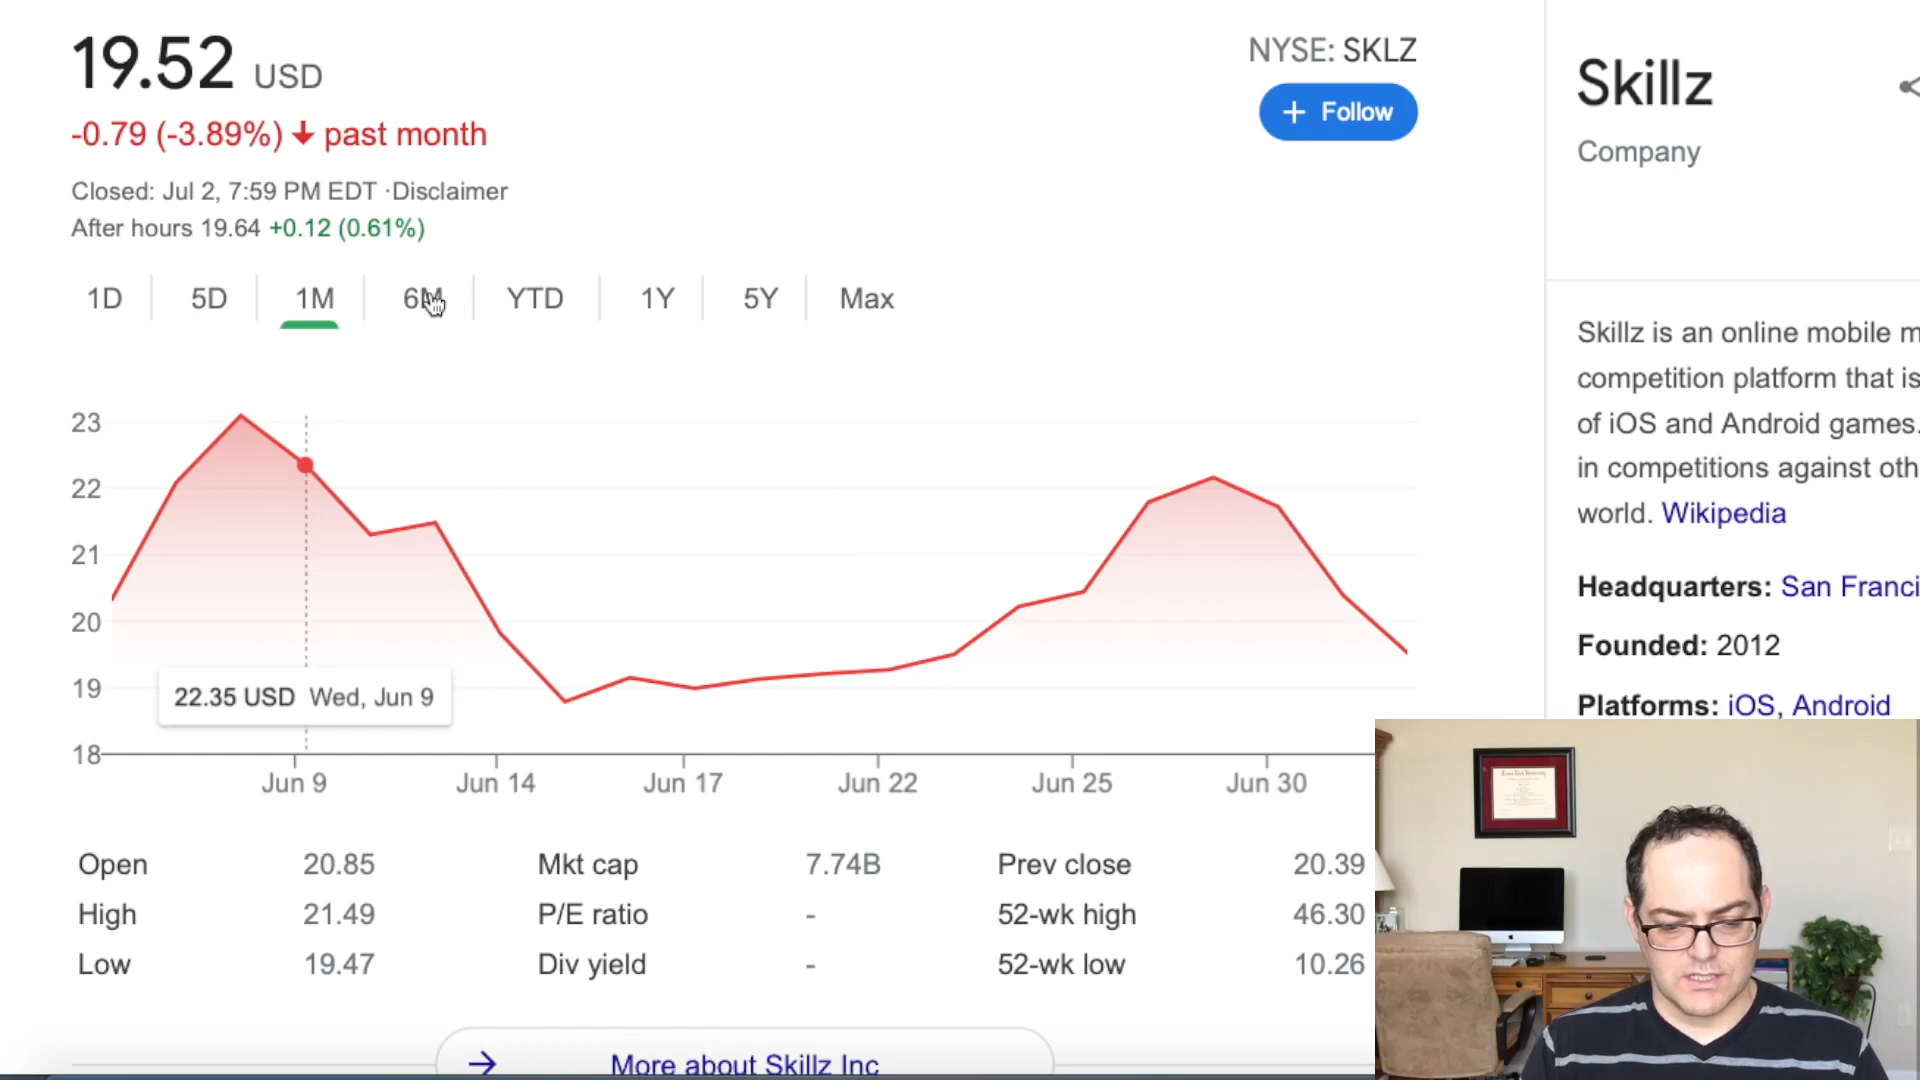 19.52 USD
-0.79 (-3.89%) ↓ past month
Closed: Jul 2, 7:59 PM EDT ·Disclaimer
After hours 19.64 +0.12 (0.61%)
NYSE: SKLZ
+ Follow
1D 5D 1M 6M YTD 1Y 5Y Max
23
22
21
20
19
18
22.35 USD Wed, Jun 9
Jun 9 Jun 14 Jun 17 Jun 22 Jun 25 Jun 30
Open 20.85 Mkt cap 7.74B Prev close 20.39
High 21.49 P/E ratio - 52-wk high 46.30
Low 19.47 Div yield - 52-wk low 10.26
→ More about Skillz Inc
Skillz
Company
Skillz is an online mobile m
competition platform that is
of iOS and Android games.
in competitions against oth
world. Wikipedia
Headquarters: San Franci
Founded: 2012
Platforms: iOS, Android